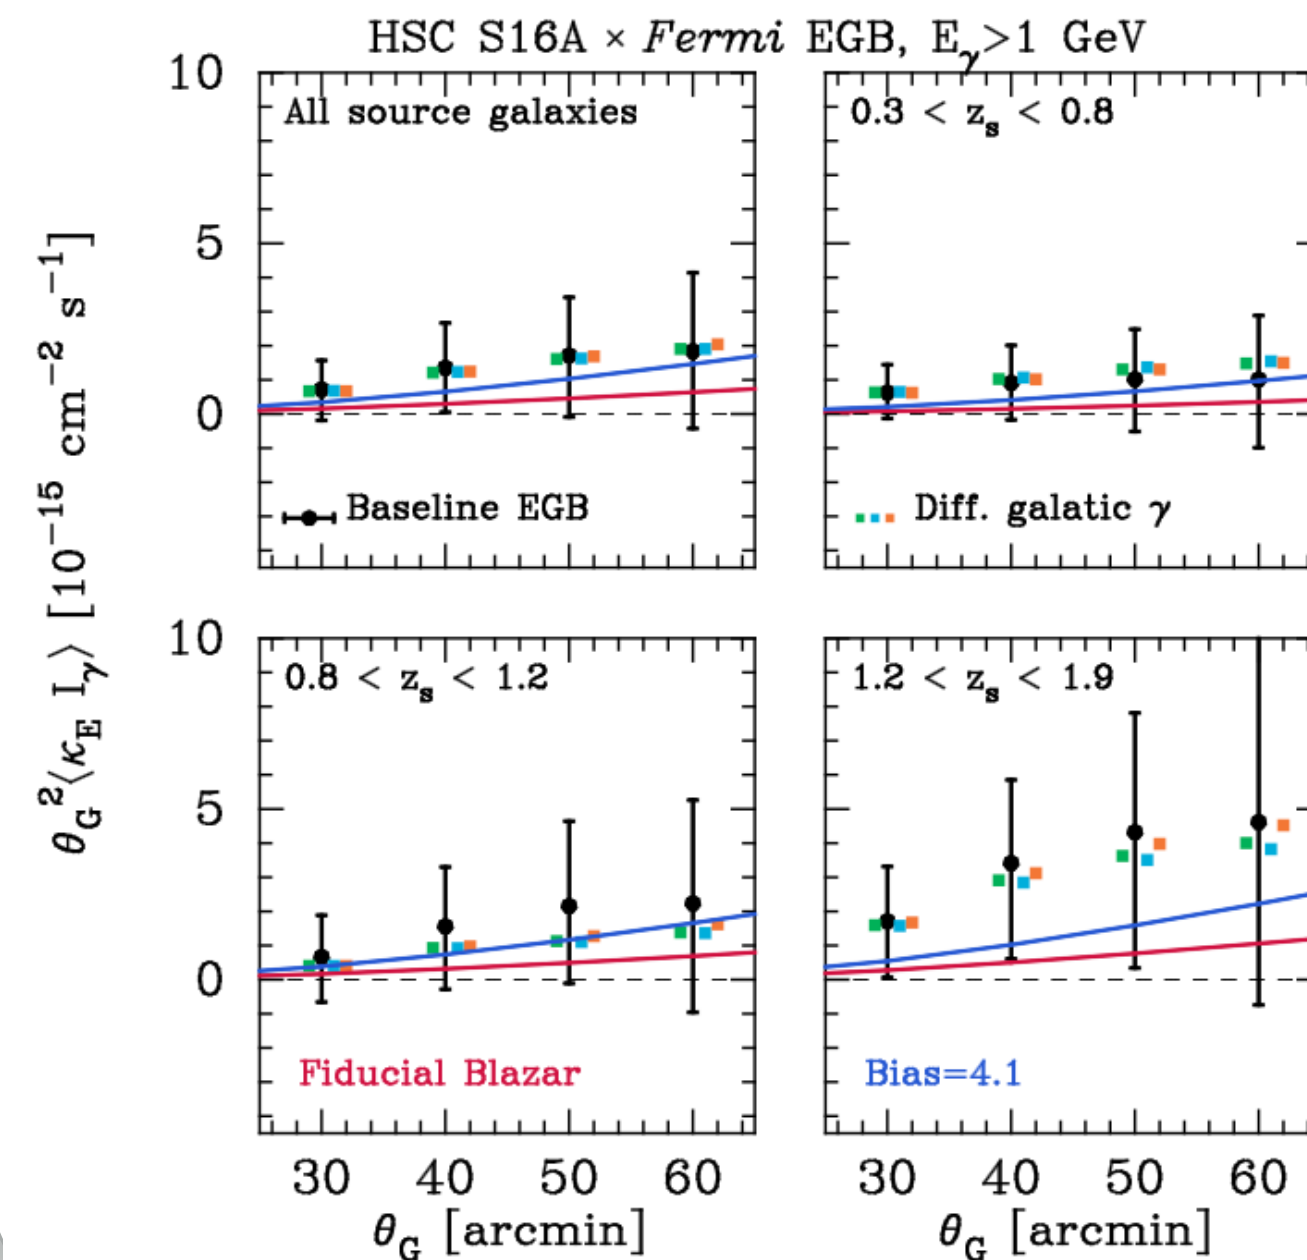 HSC S16A × Fermi EGB, Eγ>1 GeV
θG²⟨κE Iγ⟩ [10⁻¹⁵ cm⁻² s⁻¹]
10
All source galaxies
0.3 < zs < 0.8
5
0
Baseline EGB
Diff. galactic γ
10
0.8 < zs < 1.2
1.2 < zs < 1.9
5
0
Fiducial Blazar
Bias=4.1
30 40 50 60
30 40 50 60
θG [arcmin]
θG [arcmin]